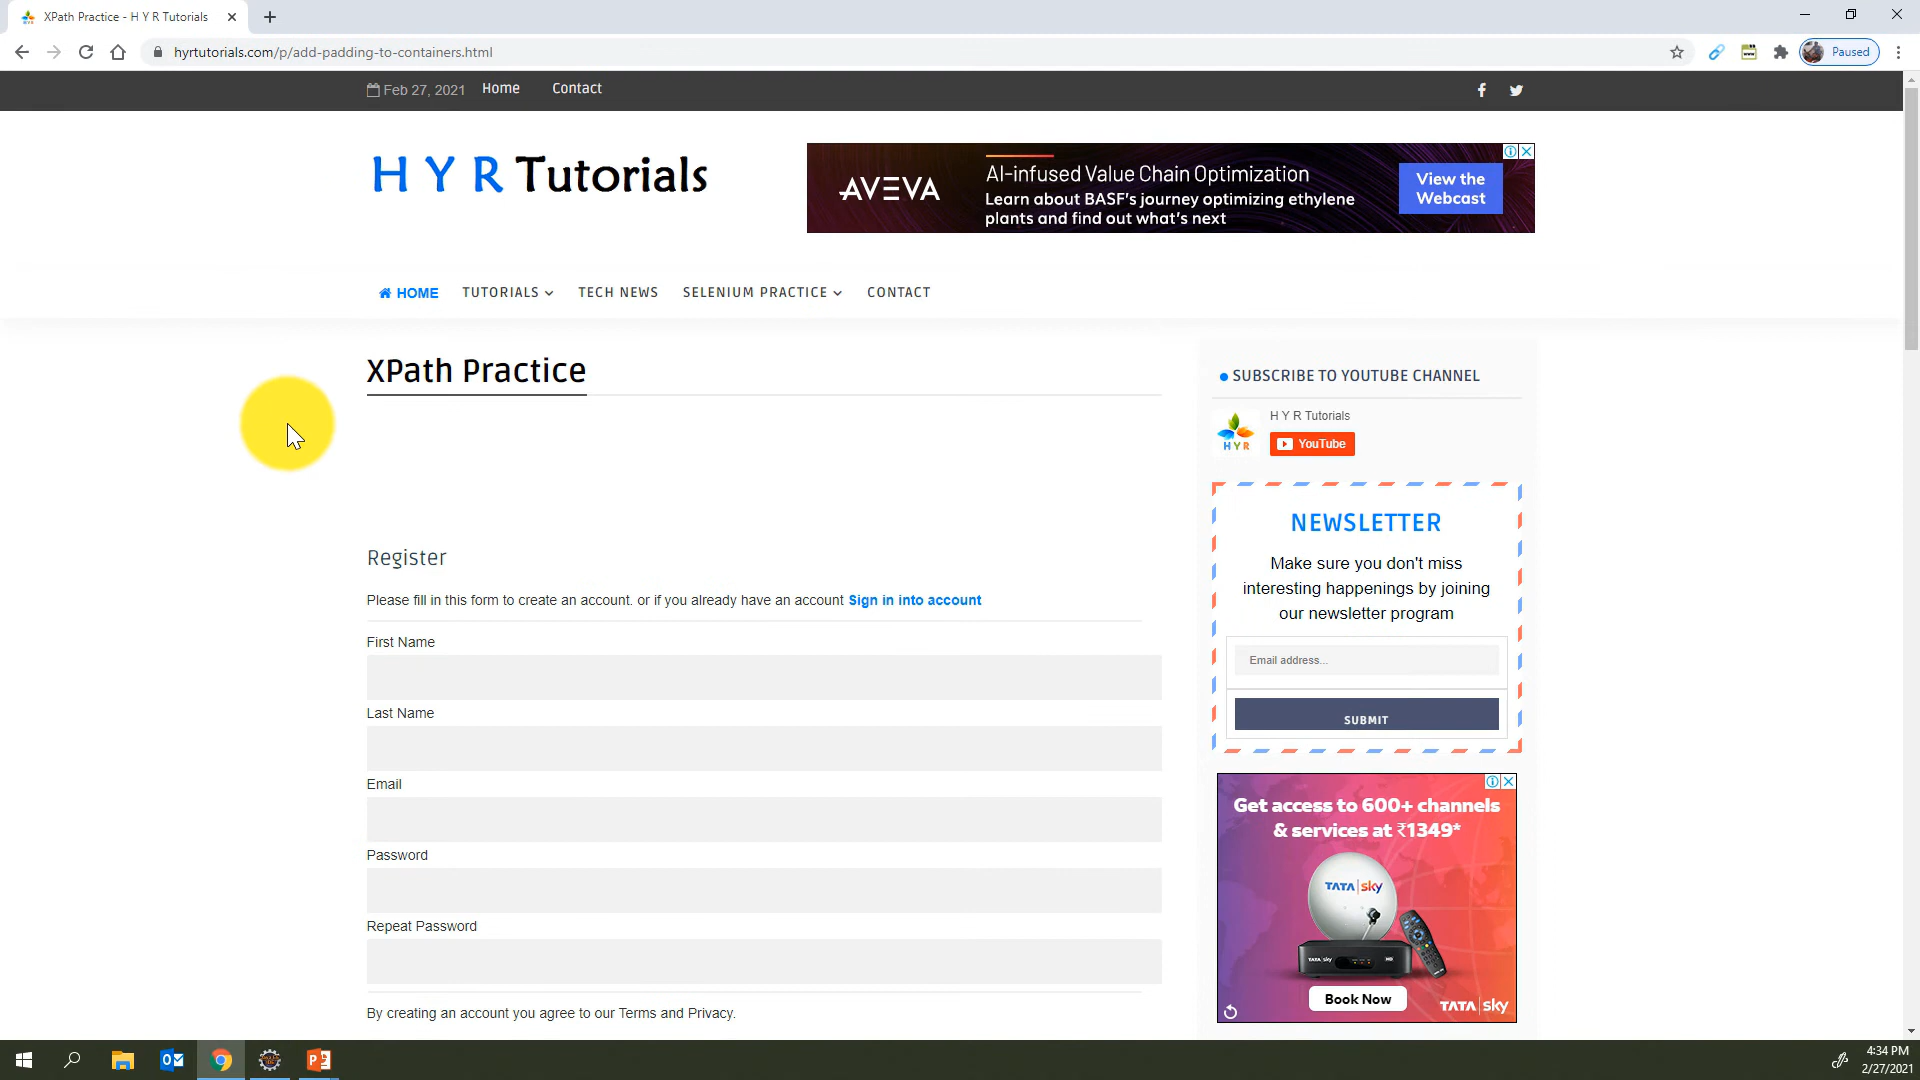 XPath Practice - H Y R Tutorials
hyrtutorials.com/p/add-padding-to-containers.html
Paused
Feb 27, 2021 Home Contact
H Y R Tutorials
AVEVA
AI-infused Value Chain Optimization
Learn about BASF's journey optimizing ethylene
plants and find out what's next
View the
Webcast
HOME TUTORIALS TECH NEWS SELENIUM PRACTICE CONTACT
XPath Practice
Register
Please fill in this form to create an account. or if you already have an account Sign in into account
First Name
Last Name
Email
Password
Repeat Password
By creating an account you agree to our Terms and Privacy.
SUBSCRIBE TO YOUTUBE CHANNEL
HYR
H Y R Tutorials
YouTube
NEWSLETTER
Make sure you don't miss
interesting happenings by joining
our newsletter program
Email address...
SUBMIT
Get access to 600+ channels
& services at ₹1349*
TATA sky
TATA sky
HD
Book Now
TATA sky
4:34 PM
2/27/2021